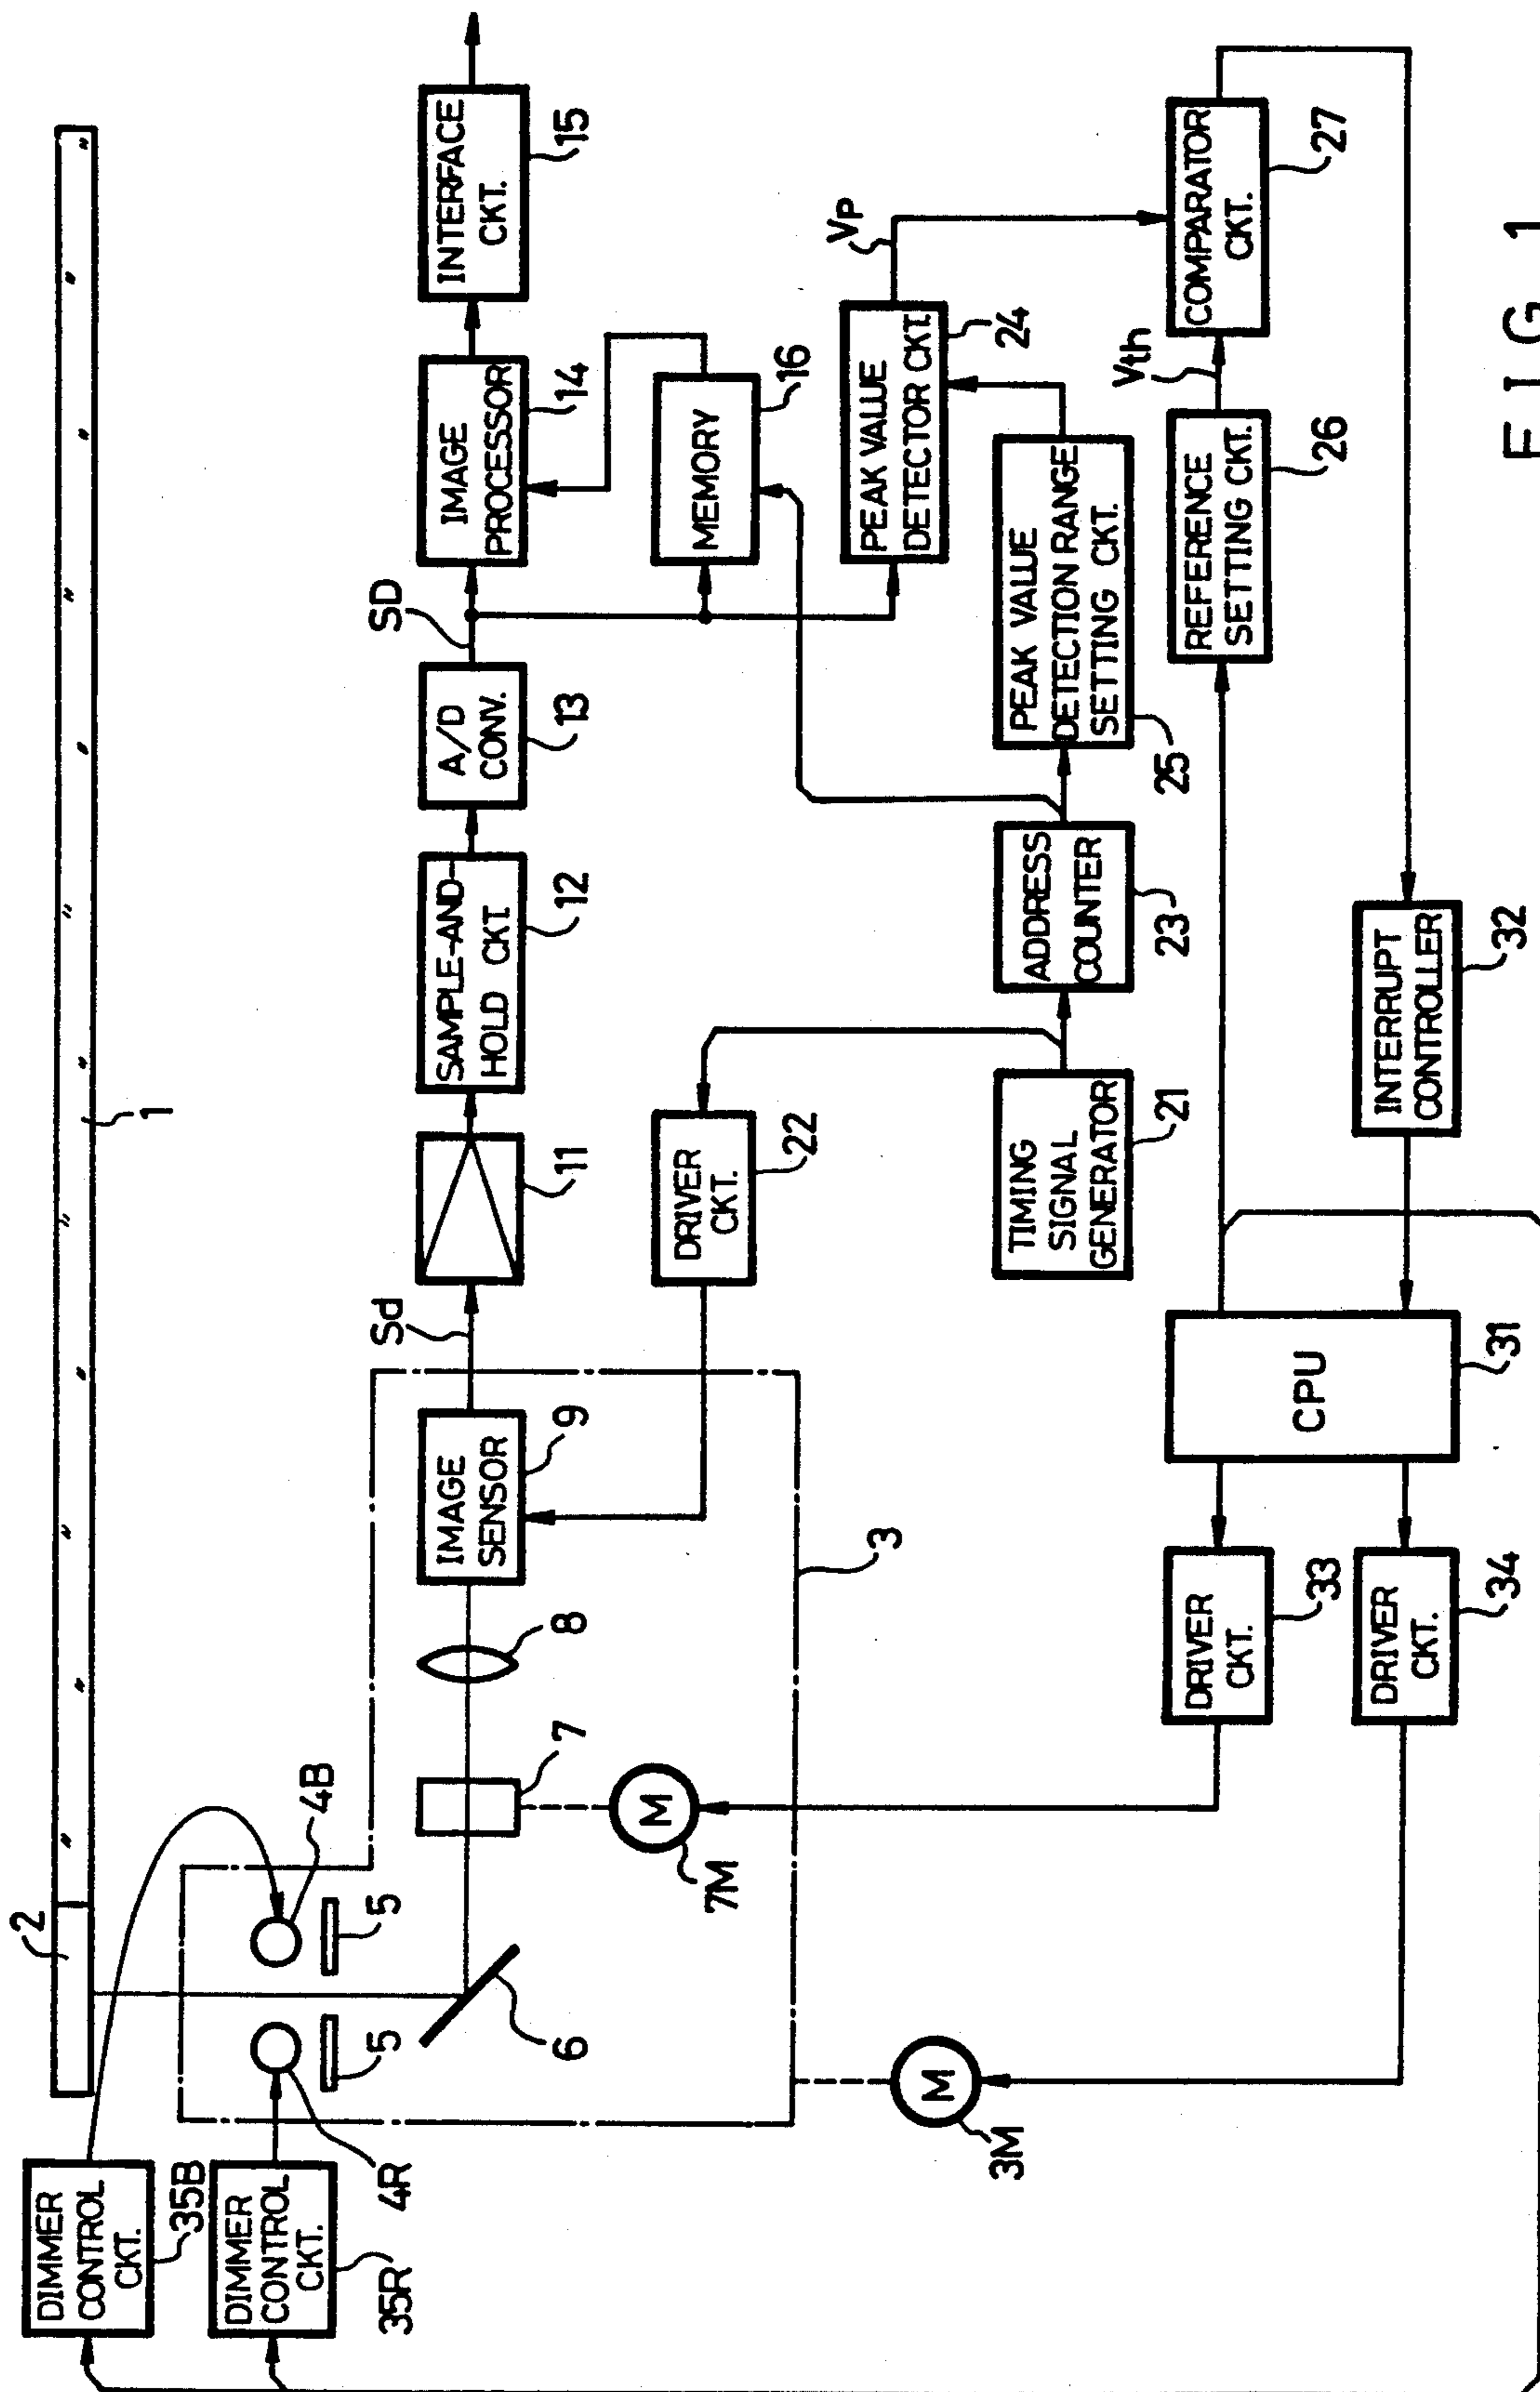 DIMMER
CONTROL
CKT.
35B
DIMMER
CONTROL
CKT.
35R
2
1
4R
4B
5
5
6
7
7M
M
8
IMAGE
SENSOR
9
3
M
3M
Sd
11
SAMPLE-AND-
HOLD CKT.
12
A/D
CONV.
13
SD
IMAGE
PROCESSOR
14
INTERFACE
CKT.
15
MEMORY
16
DRIVER
CKT.
22
TIMING
SIGNAL
GENERATOR
21
ADDRESS
COUNTER
23
PEAK VALUE
DETECTION RANGE
SETTING CKT.
25
PEAK VALUE
DETECTOR CKT.
24
VP
REFERENCE
SETTING CKT.
26
Vth
COMPARATOR
CKT.
27
DRIVER
CKT.
33
DRIVER
CKT.
34
CPU
31
INTERRUPT
CONTROLLER
32
FIG 1